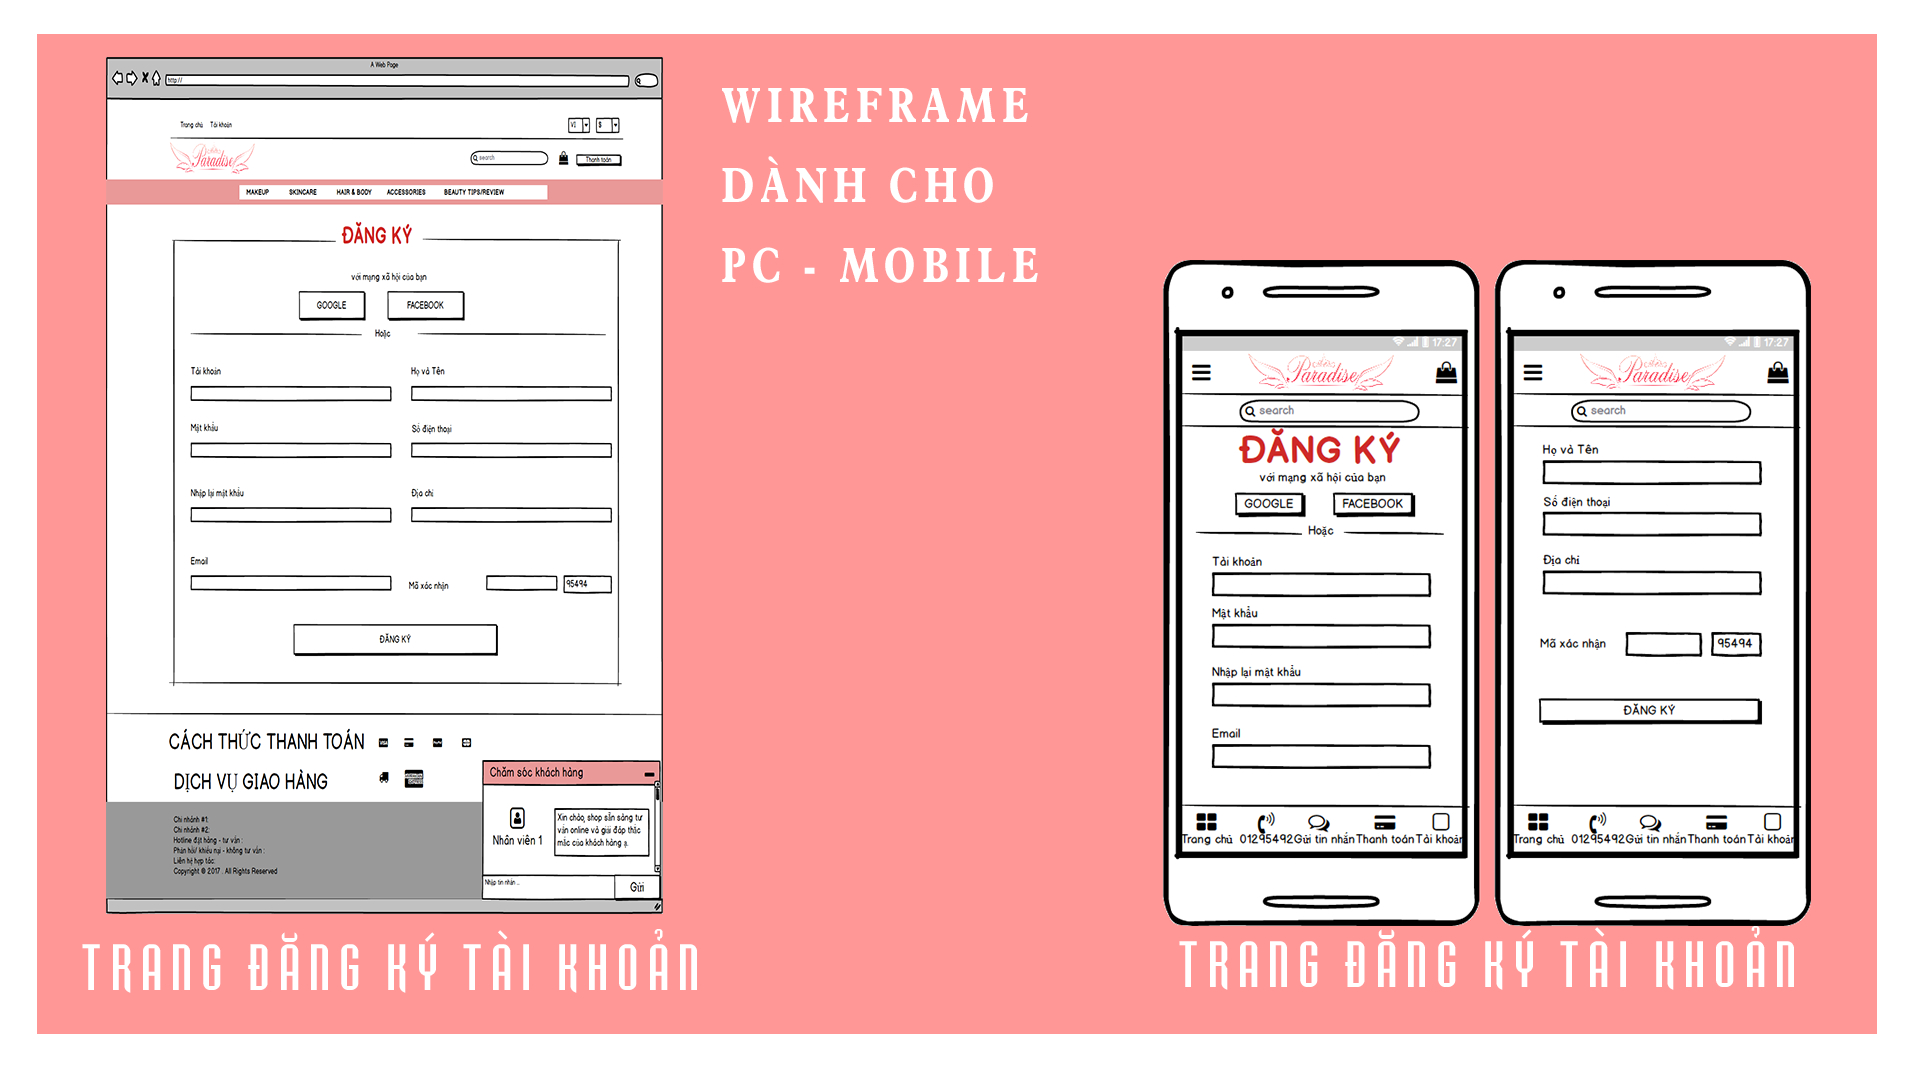 A Web Page
http://
Trang chủ Tài khoản
VI $
Paradise
search
Thanh toán
MAKEUP SKINCARE HAIR & BODY ACCESSORIES BEAUTY TIPS/REVIEW
ĐĂNG KÝ
với mạng xã hội của bạn
GOOGLE FACEBOOK
Hoặc
Tài khoản Họ và Tên
Mật khẩu Số điện thoại
Nhập lại mật khẩu Địa chỉ
Email
Mã xác nhận 95494
ĐĂNG KÝ
CÁCH THỨC THANH TOÁN
DỊCH VỤ GIAO HÀNG
Chi nhánh #1:
Chi nhánh #2:
Hotline đặt hàng - tư vấn :
Phản hồi/ khiếu nại - không tư vấn :
Liên hệ hợp tác:
Copyright © 2017 . All Rights Reserved
Chăm sóc khách hàng
Nhân viên 1
Xin chào, shop sẵn sàng tư
vấn online và giải đáp thắc
mắc của khách hàng ạ.
Nhập tin nhắn ..
Gửi
TRANG ĐĂNG KÝ TÀI KHOẢN
WIREFRAME
DÀNH CHO
PC - MOBILE
17:27
Paradise
search
ĐĂNG KÝ
với mạng xã hội của bạn
GOOGLE FACEBOOK
Hoặc
Tài khoản
Mật khẩu
Nhập lại mật khẩu
Email
Trang chủ 01295492 Gửi tin nhắn Thanh toán Tài khoản
17:27
Paradise
search
Họ và Tên
Số điện thoại
Địa chỉ
Mã xác nhận 95494
ĐĂNG KÝ
Trang chủ 01295492 Gửi tin nhắn Thanh toán Tài khoản
TRANG ĐĂNG KÝ TÀI KHOẢN